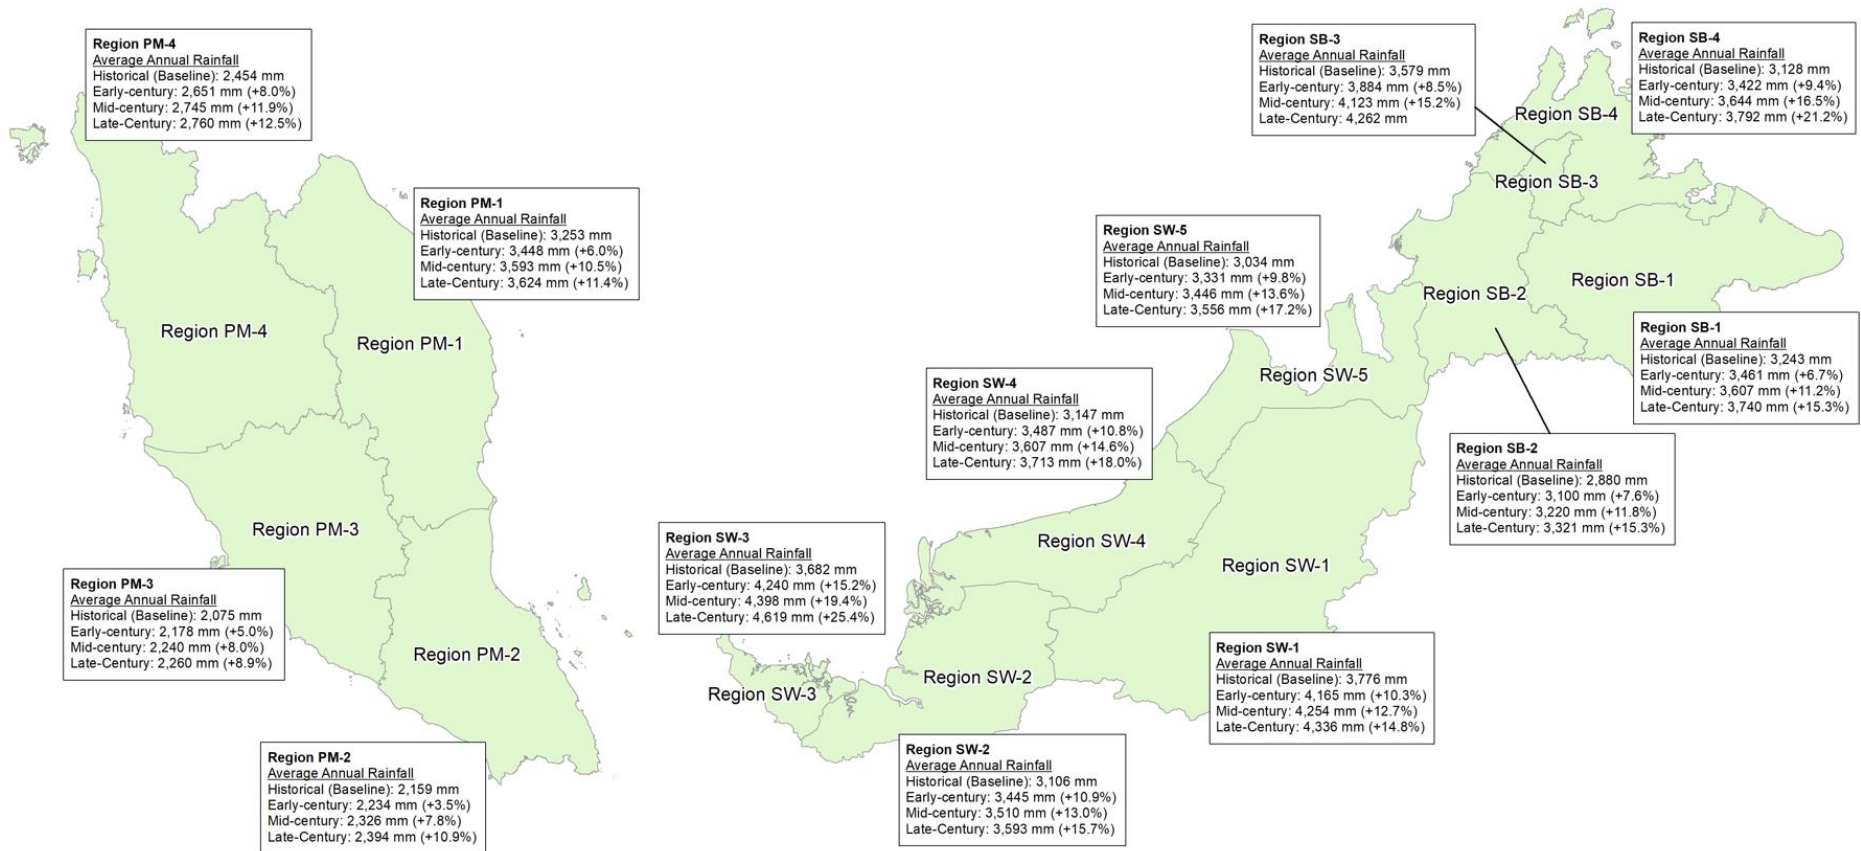 Region PM-4
Average Annual Rainfall
Historical (Baseline): 2,454 mm
Early-century: 2,651 mm (+8.0%)
Mid-century: 2,745 mm (+11.9%)
Late-Century: 2,760 mm (+12.5%)
Region PM-1
Average Annual Rainfall
Historical (Baseline): 3,253 mm
Early-century: 3,448 mm (+6.0%)
Mid-century: 3,593 mm (+10.5%)
Late-Century: 3,624 mm (+11.4%)
Region PM-4
Region PM-1
Region PM-3
Region PM-3
Average Annual Rainfall
Historical (Baseline): 2,075 mm
Early-century: 2,178 mm (+5.0%)
Mid-century: 2,240 mm (+8.0%)
Late-Century: 2,260 mm (+8.9%)
Region PM-2
Region PM-2
Average Annual Rainfall
Historical (Baseline): 2,159 mm
Early-century: 2,234 mm (+3.5%)
Mid-century: 2,326 mm (+7.8%)
Late-Century: 2,394 mm (+10.9%)
Region SB-3
Average Annual Rainfall
Historical (Baseline): 3,579 mm
Early-century: 3,884 mm (+8.5%)
Mid-century: 4,123 mm (+15.2%)
Late-Century: 4,262 mm
Region SB-4
Average Annual Rainfall
Historical (Baseline): 3,128 mm
Early-century: 3,422 mm (+9.4%)
Mid-century: 3,644 mm (+16.5%)
Late-Century: 3,792 mm (+21.2%)
Region SB-4
Region SB-3
Region SW-5
Average Annual Rainfall
Historical (Baseline): 3,034 mm
Early-century: 3,331 mm (+9.8%)
Mid-century: 3,446 mm (+13.6%)
Late-Century: 3,556 mm (+17.2%)
Region SB-2
Region SB-1
Region SB-1
Average Annual Rainfall
Historical (Baseline): 3,243 mm
Early-century: 3,461 mm (+6.7%)
Mid-century: 3,607 mm (+11.2%)
Late-Century: 3,740 mm (+15.3%)
Region SW-5
Region SW-4
Average Annual Rainfall
Historical (Baseline): 3,147 mm
Early-century: 3,487 mm (+10.8%)
Mid-century: 3,607 mm (+14.6%)
Late-Century: 3,713 mm (+18.0%)
Region SB-2
Average Annual Rainfall
Historical (Baseline): 2,880 mm
Early-century: 3,100 mm (+7.6%)
Mid-century: 3,220 mm (+11.8%)
Late-Century: 3,321 mm (+15.3%)
Region SW-3
Average Annual Rainfall
Historical (Baseline): 3,682 mm
Early-century: 4,240 mm (+15.2%)
Mid-century: 4,398 mm (+19.4%)
Late-Century: 4,619 mm (+25.4%)
Region SW-4
Region SW-1
Region SW-3
Region SW-2
Region SW-1
Average Annual Rainfall
Historical (Baseline): 3,776 mm
Early-century: 4,165 mm (+10.3%)
Mid-century: 4,254 mm (+12.7%)
Late-Century: 4,336 mm (+14.8%)
Region SW-2
Average Annual Rainfall
Historical (Baseline): 3,106 mm
Early-century: 3,445 mm (+10.9%)
Mid-century: 3,510 mm (+13.0%)
Late-Century: 3,593 mm (+15.7%)